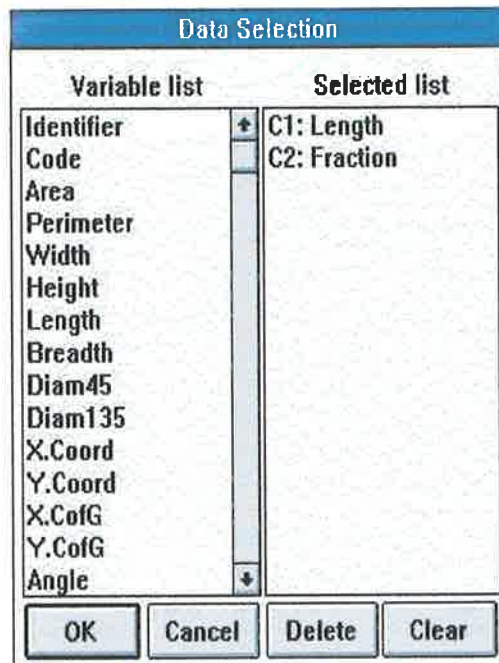 Data Selection
Variable list
Selected list
Identifier
Code
Area
Perimeter
Width
Height
Length
Breadth
Diam45
Diam135
X.Coord
Y.Coord
X.CofG
Y.CofG
Angle
C1: Length
C2: Fraction
OK
Cancel
Delete
Clear